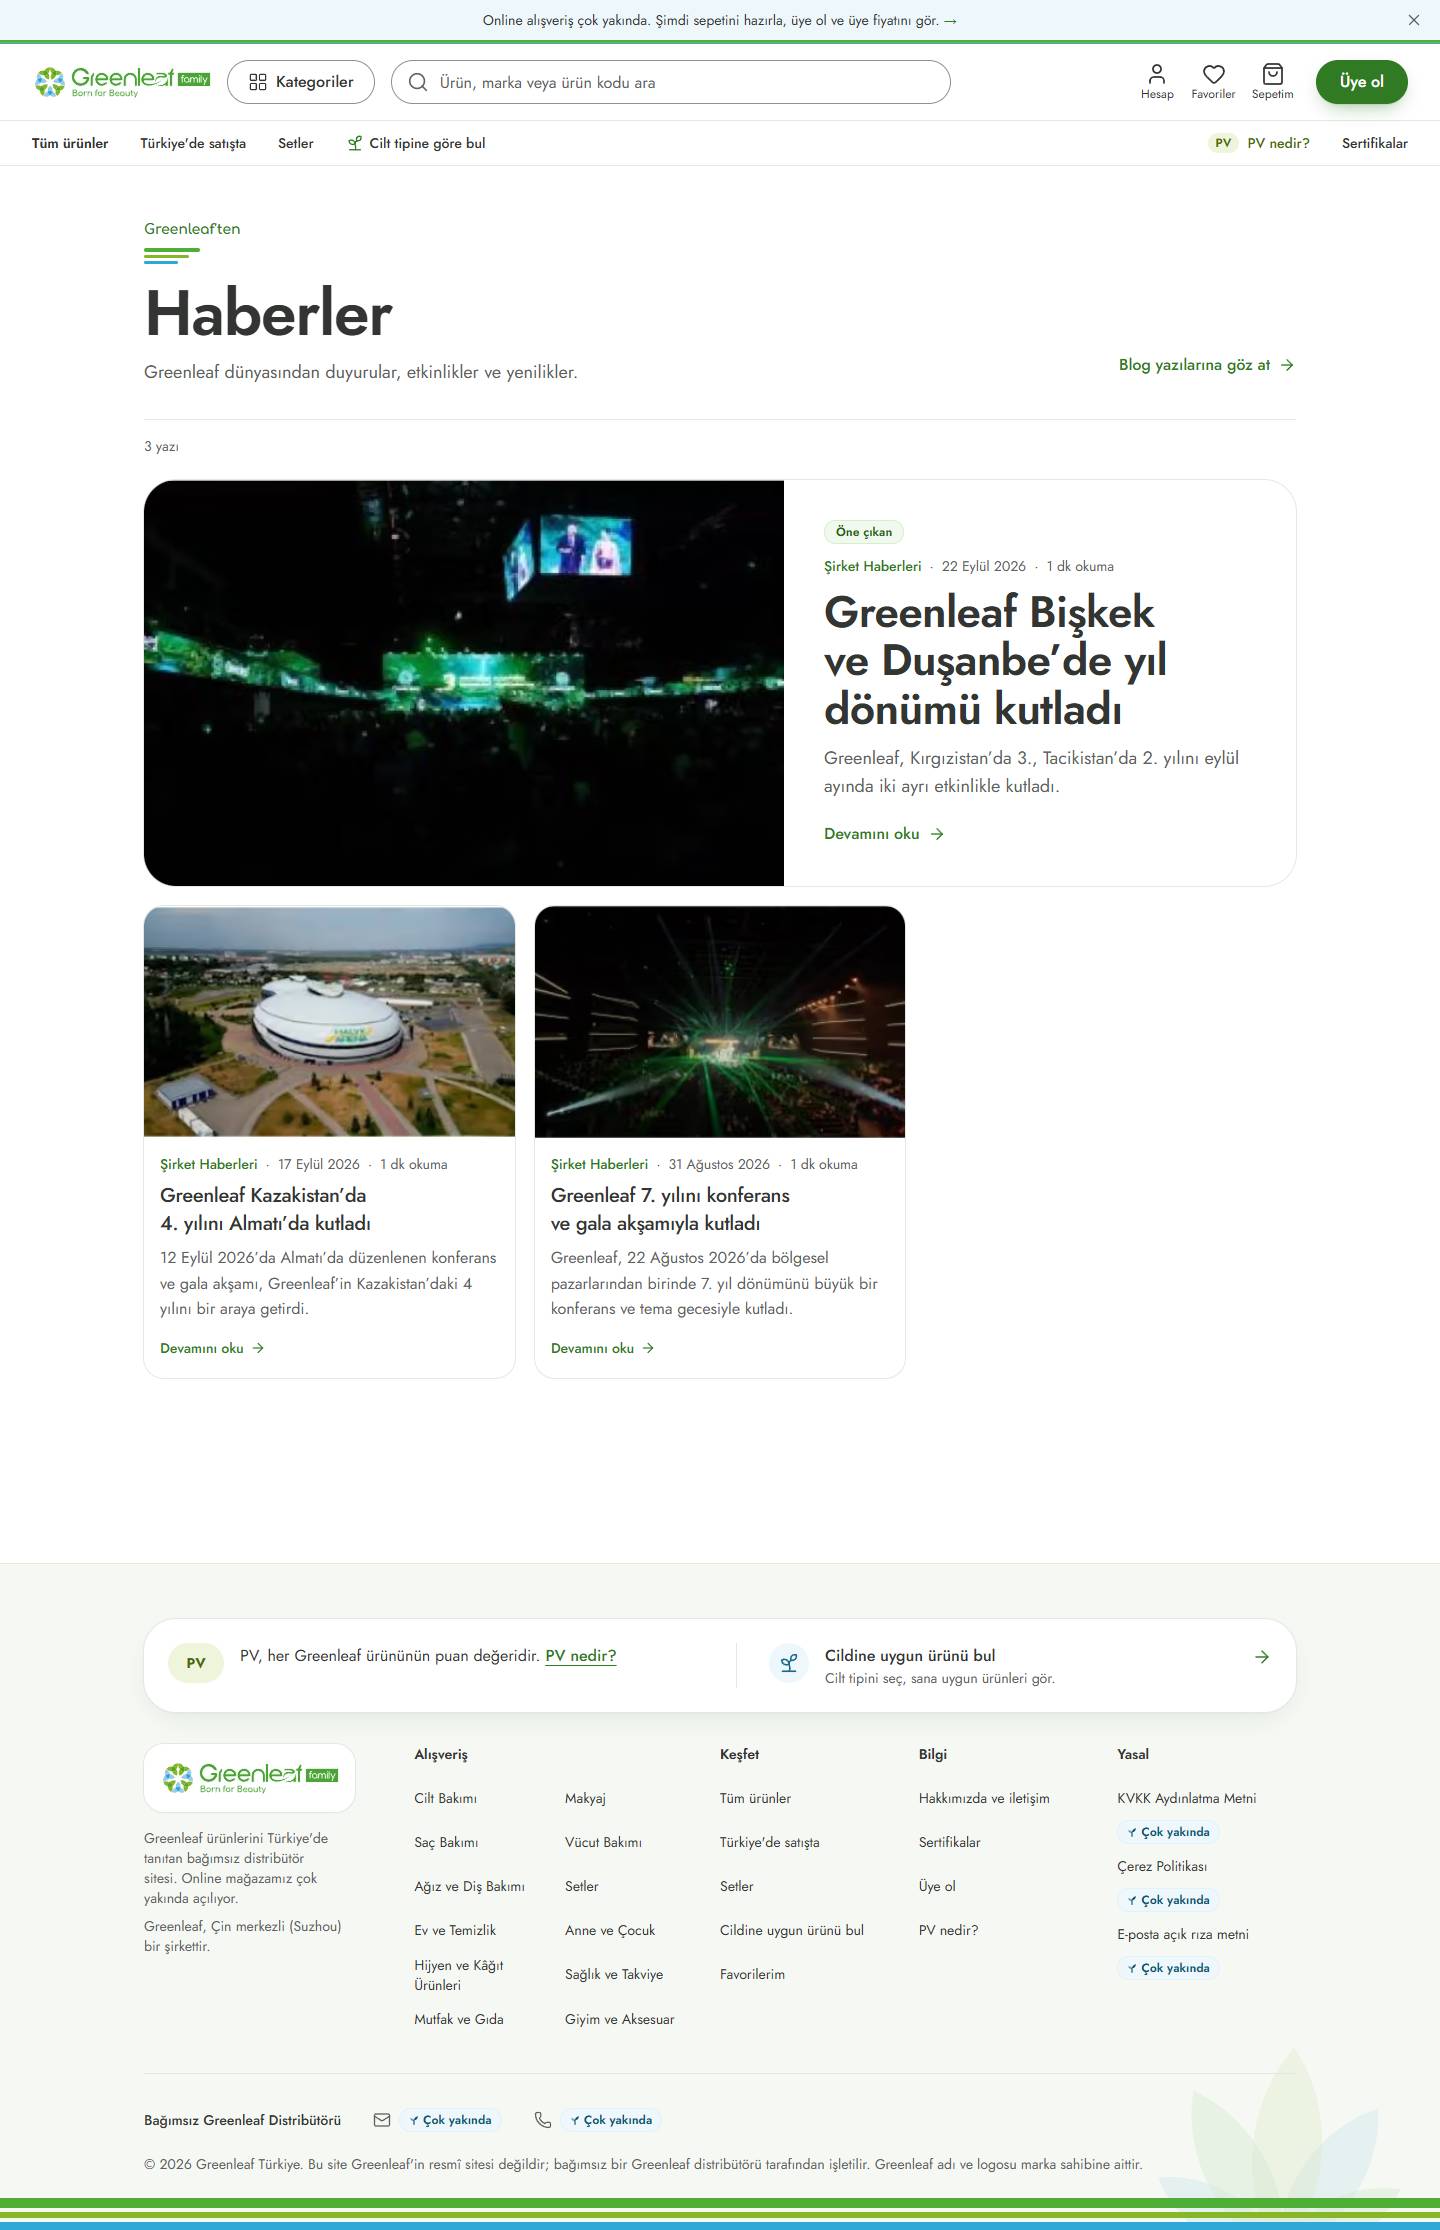 Online alışveriş çok yakında. Şimdi sepetini hazırla, üye ol ve üye fiyatını gör. →
Greenleaf family
Born for Beauty
Kategoriler
Ürün, marka veya ürün kodu ara
Hesap
Favoriler
Sepetim
Üye ol
Tüm ürünler
Türkiye'de satışta
Setler
Cilt tipine göre bul
PV
PV nedir?
Sertifikalar
Greenleaf'ten
Haberler
Greenleaf dünyasından duyurular, etkinlikler ve yenilikler.
Blog yazılarına göz at
3 yazı
Öne çıkan
Şirket Haberleri · 22 Eylül 2026 · 1 dk okuma
Greenleaf Bişkek
ve Duşanbe’de yıl
dönümü kutladı
Greenleaf, Kırgızistan’da 3., Tacikistan’da 2. yılını eylül
ayında iki ayrı etkinlikle kutladı.
Devamını oku
HALYK
ARENA
Şirket Haberleri · 17 Eylül 2026 · 1 dk okuma
Greenleaf Kazakistan’da
4. yılını Almatı’da kutladı
12 Eylül 2026’da Almatı’da düzenlenen konferans
ve gala akşamı, Greenleaf’in Kazakistan’daki 4
yılını bir araya getirdi.
Devamını oku
Şirket Haberleri · 31 Ağustos 2026 · 1 dk okuma
Greenleaf 7. yılını konferans
ve gala akşamıyla kutladı
Greenleaf, 22 Ağustos 2026’da bölgesel
pazarlarından birinde 7. yıl dönümünü büyük bir
konferans ve tema gecesiyle kutladı.
Devamını oku
PV
PV, her Greenleaf ürününün puan değeridir. PV nedir?
Cildine uygun ürünü bul
Cilt tipini seç, sana uygun ürünleri gör.
Greenleaf family
Born for Beauty
Greenleaf ürünlerini Türkiye'de
tanıtan bağımsız distribütör
sitesi. Online mağazamız çok
yakında açılıyor.
Greenleaf, Çin merkezli (Suzhou)
bir şirkettir.
Alışveriş
Cilt Bakımı
Saç Bakımı
Ağız ve Diş Bakımı
Ev ve Temizlik
Hijyen ve Kâğıt
Ürünleri
Mutfak ve Gıda
Makyaj
Vücut Bakımı
Setler
Anne ve Çocuk
Sağlık ve Takviye
Giyim ve Aksesuar
Keşfet
Tüm ürünler
Türkiye'de satışta
Setler
Cildine uygun ürünü bul
Favorilerim
Bilgi
Hakkımızda ve iletişim
Sertifikalar
Üye ol
PV nedir?
Yasal
KVKK Aydınlatma Metni
Çok yakında
Çerez Politikası
Çok yakında
E-posta açık rıza metni
Çok yakında
Bağımsız Greenleaf Distribütörü
Çok yakında
Çok yakında
© 2026 Greenleaf Türkiye. Bu site Greenleaf'in resmî sitesi değildir; bağımsız bir Greenleaf distribütörü tarafından işletilir. Greenleaf adı ve logosu marka sahibine aittir.